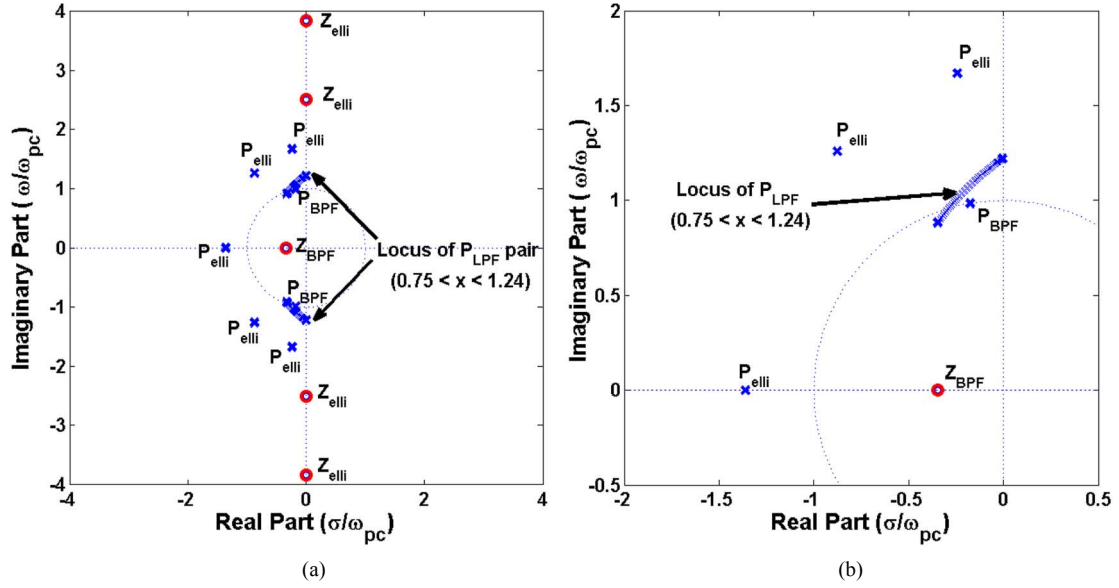 (a)
4
3
2
1
0
-1
-2
-3
-4
Imaginary Part ( ω/ω_pc)
-4
-2
0
2
4
Real Part (σ/ω_pc)
Z_elli
Z_elli
P_elli
P_elli
P_BPF
P_elli
Z_BPF
Locus of P_LPF pair
(0.75 < x < 1.24)
P_BPF
P_elli
P_elli
Z_elli
Z_elli
(a)
(b)
2
1.5
1
0.5
0
-0.5
Imaginary Part ( ω/ω_pc)
-2
-1.5
-1
-0.5
0
0.5
Real Part (σ/ω_pc)
P_elli
P_elli
Locus of P_LPF
(0.75 < x < 1.24)
P_BPF
P_elli
Z_BPF
(b)